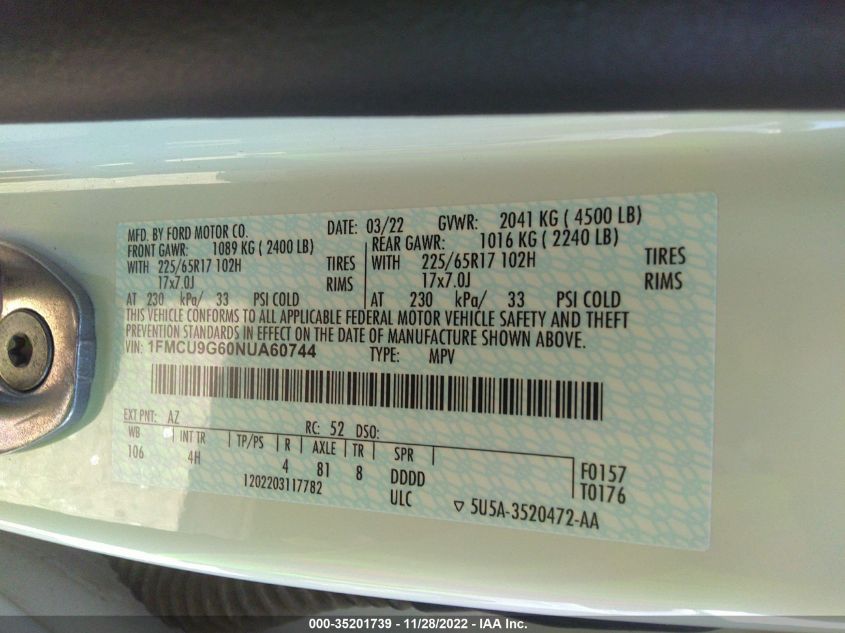 MFD. BY FORD MOTOR CO. DATE: 03/22 GVWR: 2041 KG ( 4500 LB)
FRONT GAWR: 1089 KG ( 2400 LB) REAR GAWR: 1016 KG ( 2240 LB)
WITH 225/65R17 102H TIRES WITH 225/65R17 102H TIRES
17x7.0J RIMS 17x7.0J RIMS
AT 230 kPa/ 33 PSI COLD AT 230 kPa/ 33 PSI COLD
THIS VEHICLE CONFORMS TO ALL APPLICABLE FEDERAL MOTOR VEHICLE SAFETY AND THEFT
PREVENTION STANDARDS IN EFFECT ON THE DATE OF MANUFACTURE SHOWN ABOVE.
VIN: 1FMCU9G60NUA60744 TYPE: MPV
EXT PNT: AZ RC: 52 DSO:
WB INT TR TP/PS R AXLE TR SPR
106 4H 4 81 8 DDDD F0157
1202203117782 ULC T0176
▽ 5U5A-3520472-AA
000-35201739 - 11/28/2022 - IAA Inc.